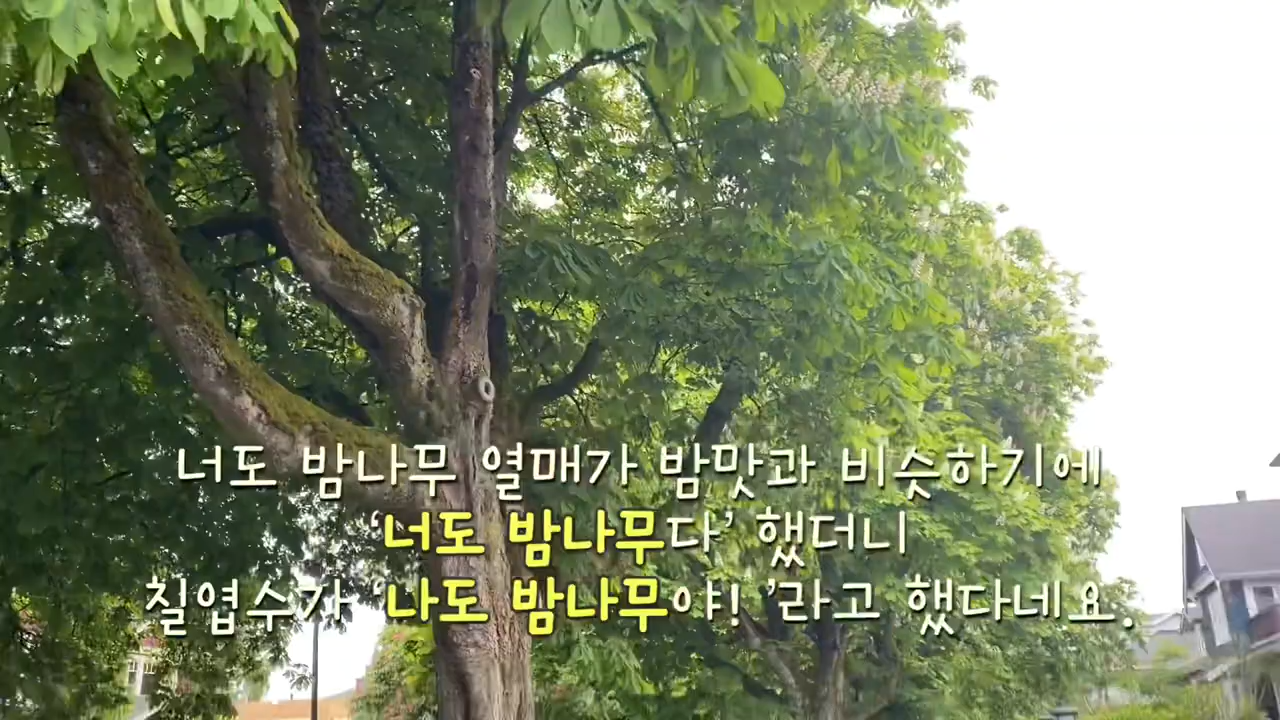 너도 밤나무 열매가 밤맛과 비슷하기에
‘너도 밤나무다’ 했더니
칠엽수가 ‘나도 밤나무야! ’라고 했다네요.